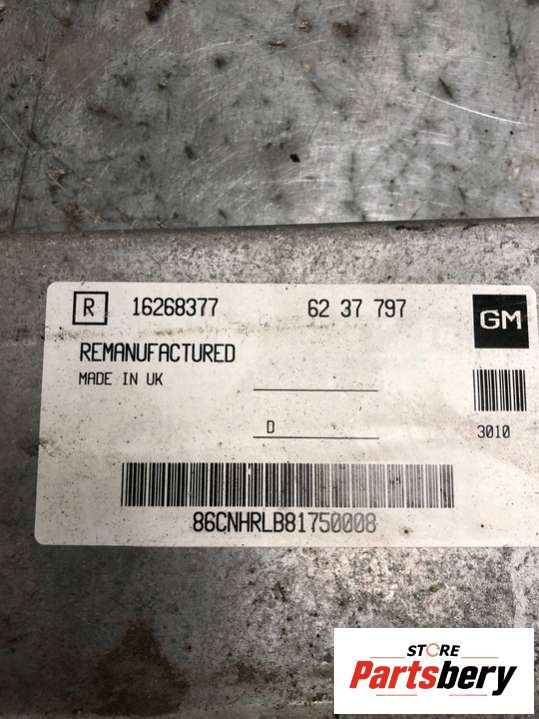 R 16268377 62 37 797 GM
REMANUFACTURED
MADE IN UK
D
3010
86CNHRLB81750008
STORE
Partsbery